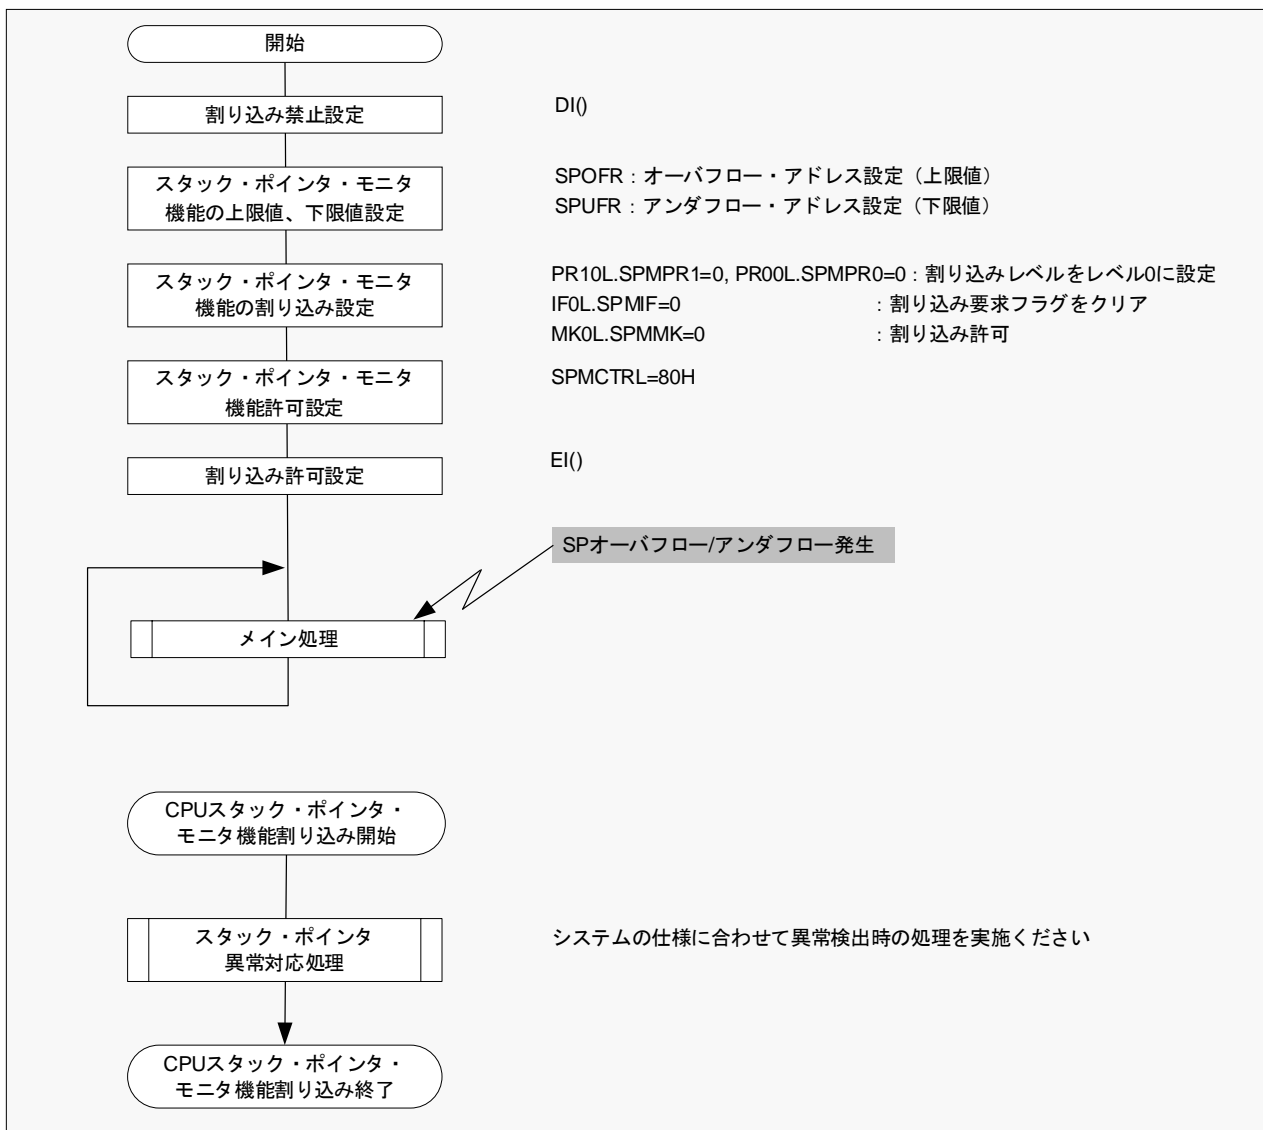 開始
割り込み禁止設定
DI()
スタック・ポインタ・モニタ
機能の上限値、下限値設定
SPOFR：オーバフロー・アドレス設定（上限値）
SPUFR：アンダフロー・アドレス設定（下限値）
スタック・ポインタ・モニタ
機能の割り込み設定
PR10L.SPMPR1=0, PR00L.SPMPR0=0：割り込みレベルをレベル0に設定
IF0L.SPMIF=0 ：割り込み要求フラグをクリア
MK0L.SPMMK=0 ：割り込み許可
スタック・ポインタ・モニタ
機能許可設定
SPMCTRL=80H
割り込み許可設定
EI()
SPオーバフロー/アンダフロー発生
メイン処理
CPUスタック・ポインタ・
モニタ機能割り込み開始
スタック・ポインタ
異常対応処理
システムの仕様に合わせて異常検出時の処理を実施ください
CPUスタック・ポインタ・
モニタ機能割り込み終了